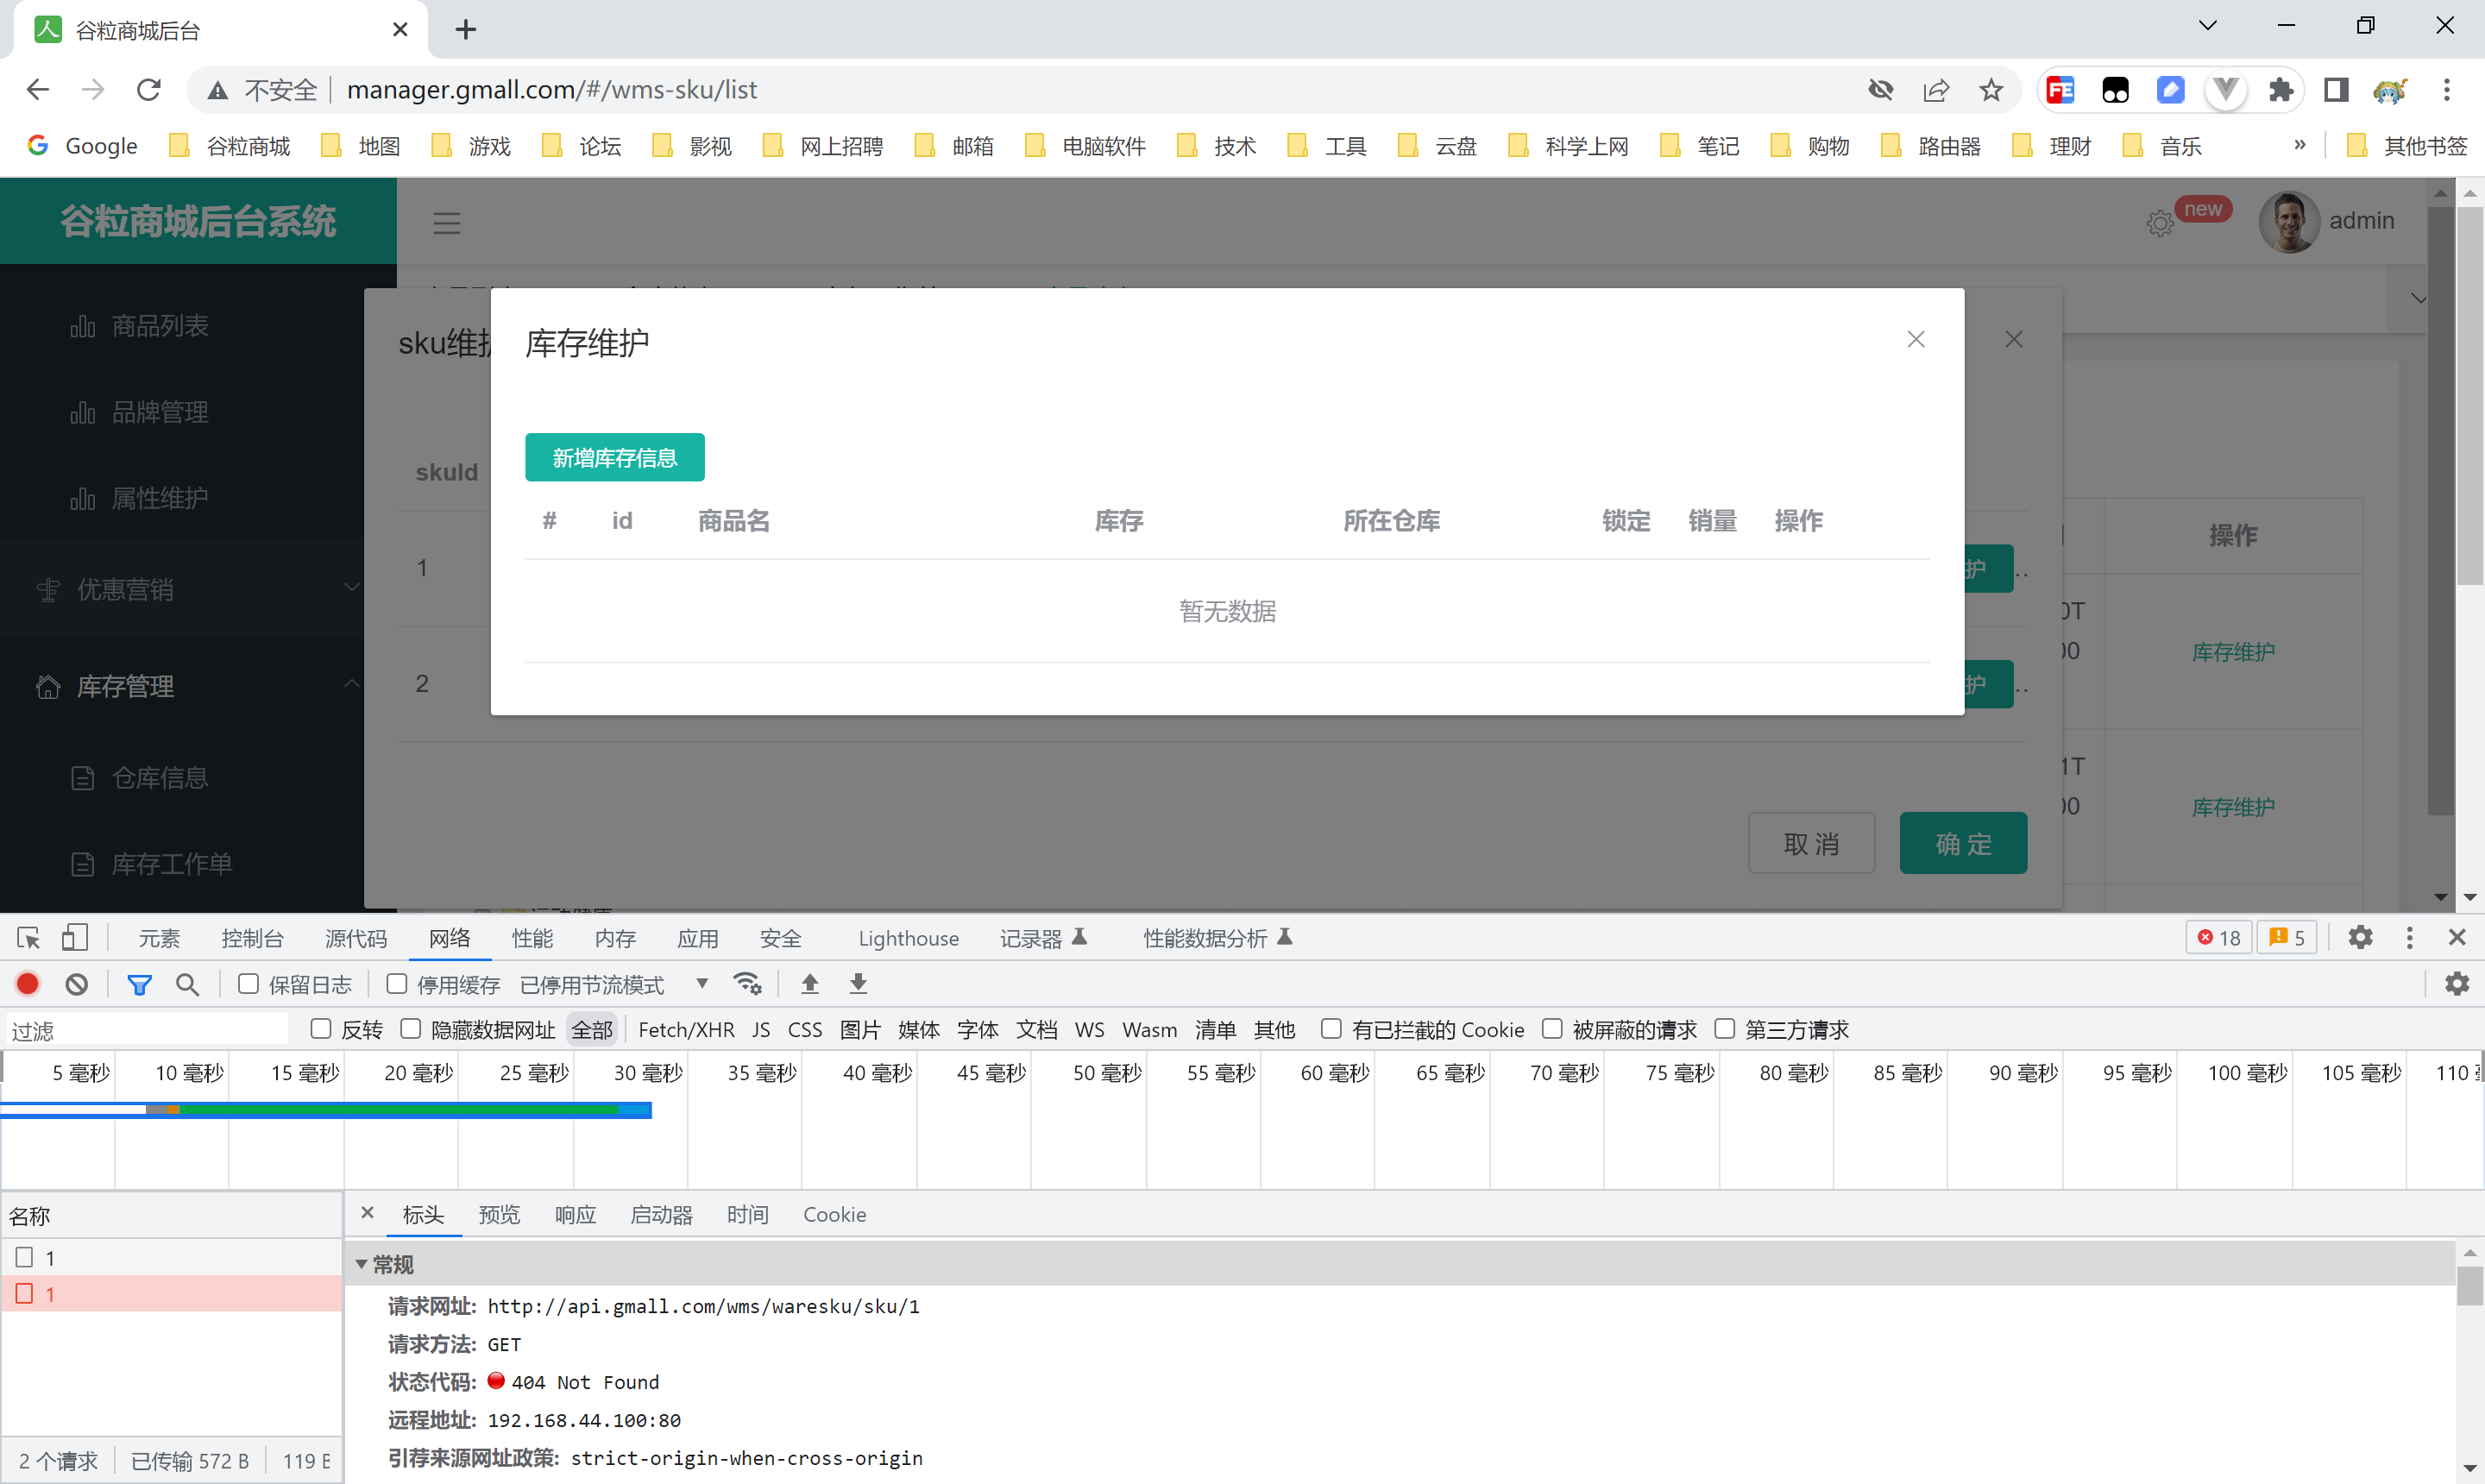 谷粒商城后台
不安全 manager.gmall.com/#/wms-sku/list
Google 谷粒商城 地图 游戏 论坛 影视 网上招聘 邮箱 电脑软件 技术 工具 云盘 科学上网 笔记 购物 路由器 理财 音乐 » 其他书签
谷粒商城后台系统
new admin
商品列表
品牌管理
属性维护
优惠营销
库存管理
仓库信息
库存工作单
sku维护
skuId
1
2
库存维护
新增库存信息
# id 商品名 库存 所在仓库 锁定 销量 操作
暂无数据
护 ..
护 ..
操作
0T
00 库存维护
1T
00 库存维护
取 消 确 定
元素 控制台 源代码 网络 性能 内存 应用 安全 Lighthouse 记录器 性能数据分析 18 5
保留日志 停用缓存 已停用节流模式
过滤 反转 隐藏数据网址 全部 Fetch/XHR JS CSS 图片 媒体 字体 文档 WS Wasm 清单 其他 有已拦截的 Cookie 被屏蔽的请求 第三方请求
5 毫秒 10 毫秒 15 毫秒 20 毫秒 25 毫秒 30 毫秒 35 毫秒 40 毫秒 45 毫秒 50 毫秒 55 毫秒 60 毫秒 65 毫秒 70 毫秒 75 毫秒 80 毫秒 85 毫秒 90 毫秒 95 毫秒 100 毫秒 105 毫秒 110
名称 标头 预览 响应 启动器 时间 Cookie
1
1
常规
请求网址: http://api.gmall.com/wms/waresku/sku/1
请求方法: GET
状态代码: 404 Not Found
远程地址: 192.168.44.100:80
引荐来源网址政策: strict-origin-when-cross-origin
2 个请求 已传输 572 B 119 B